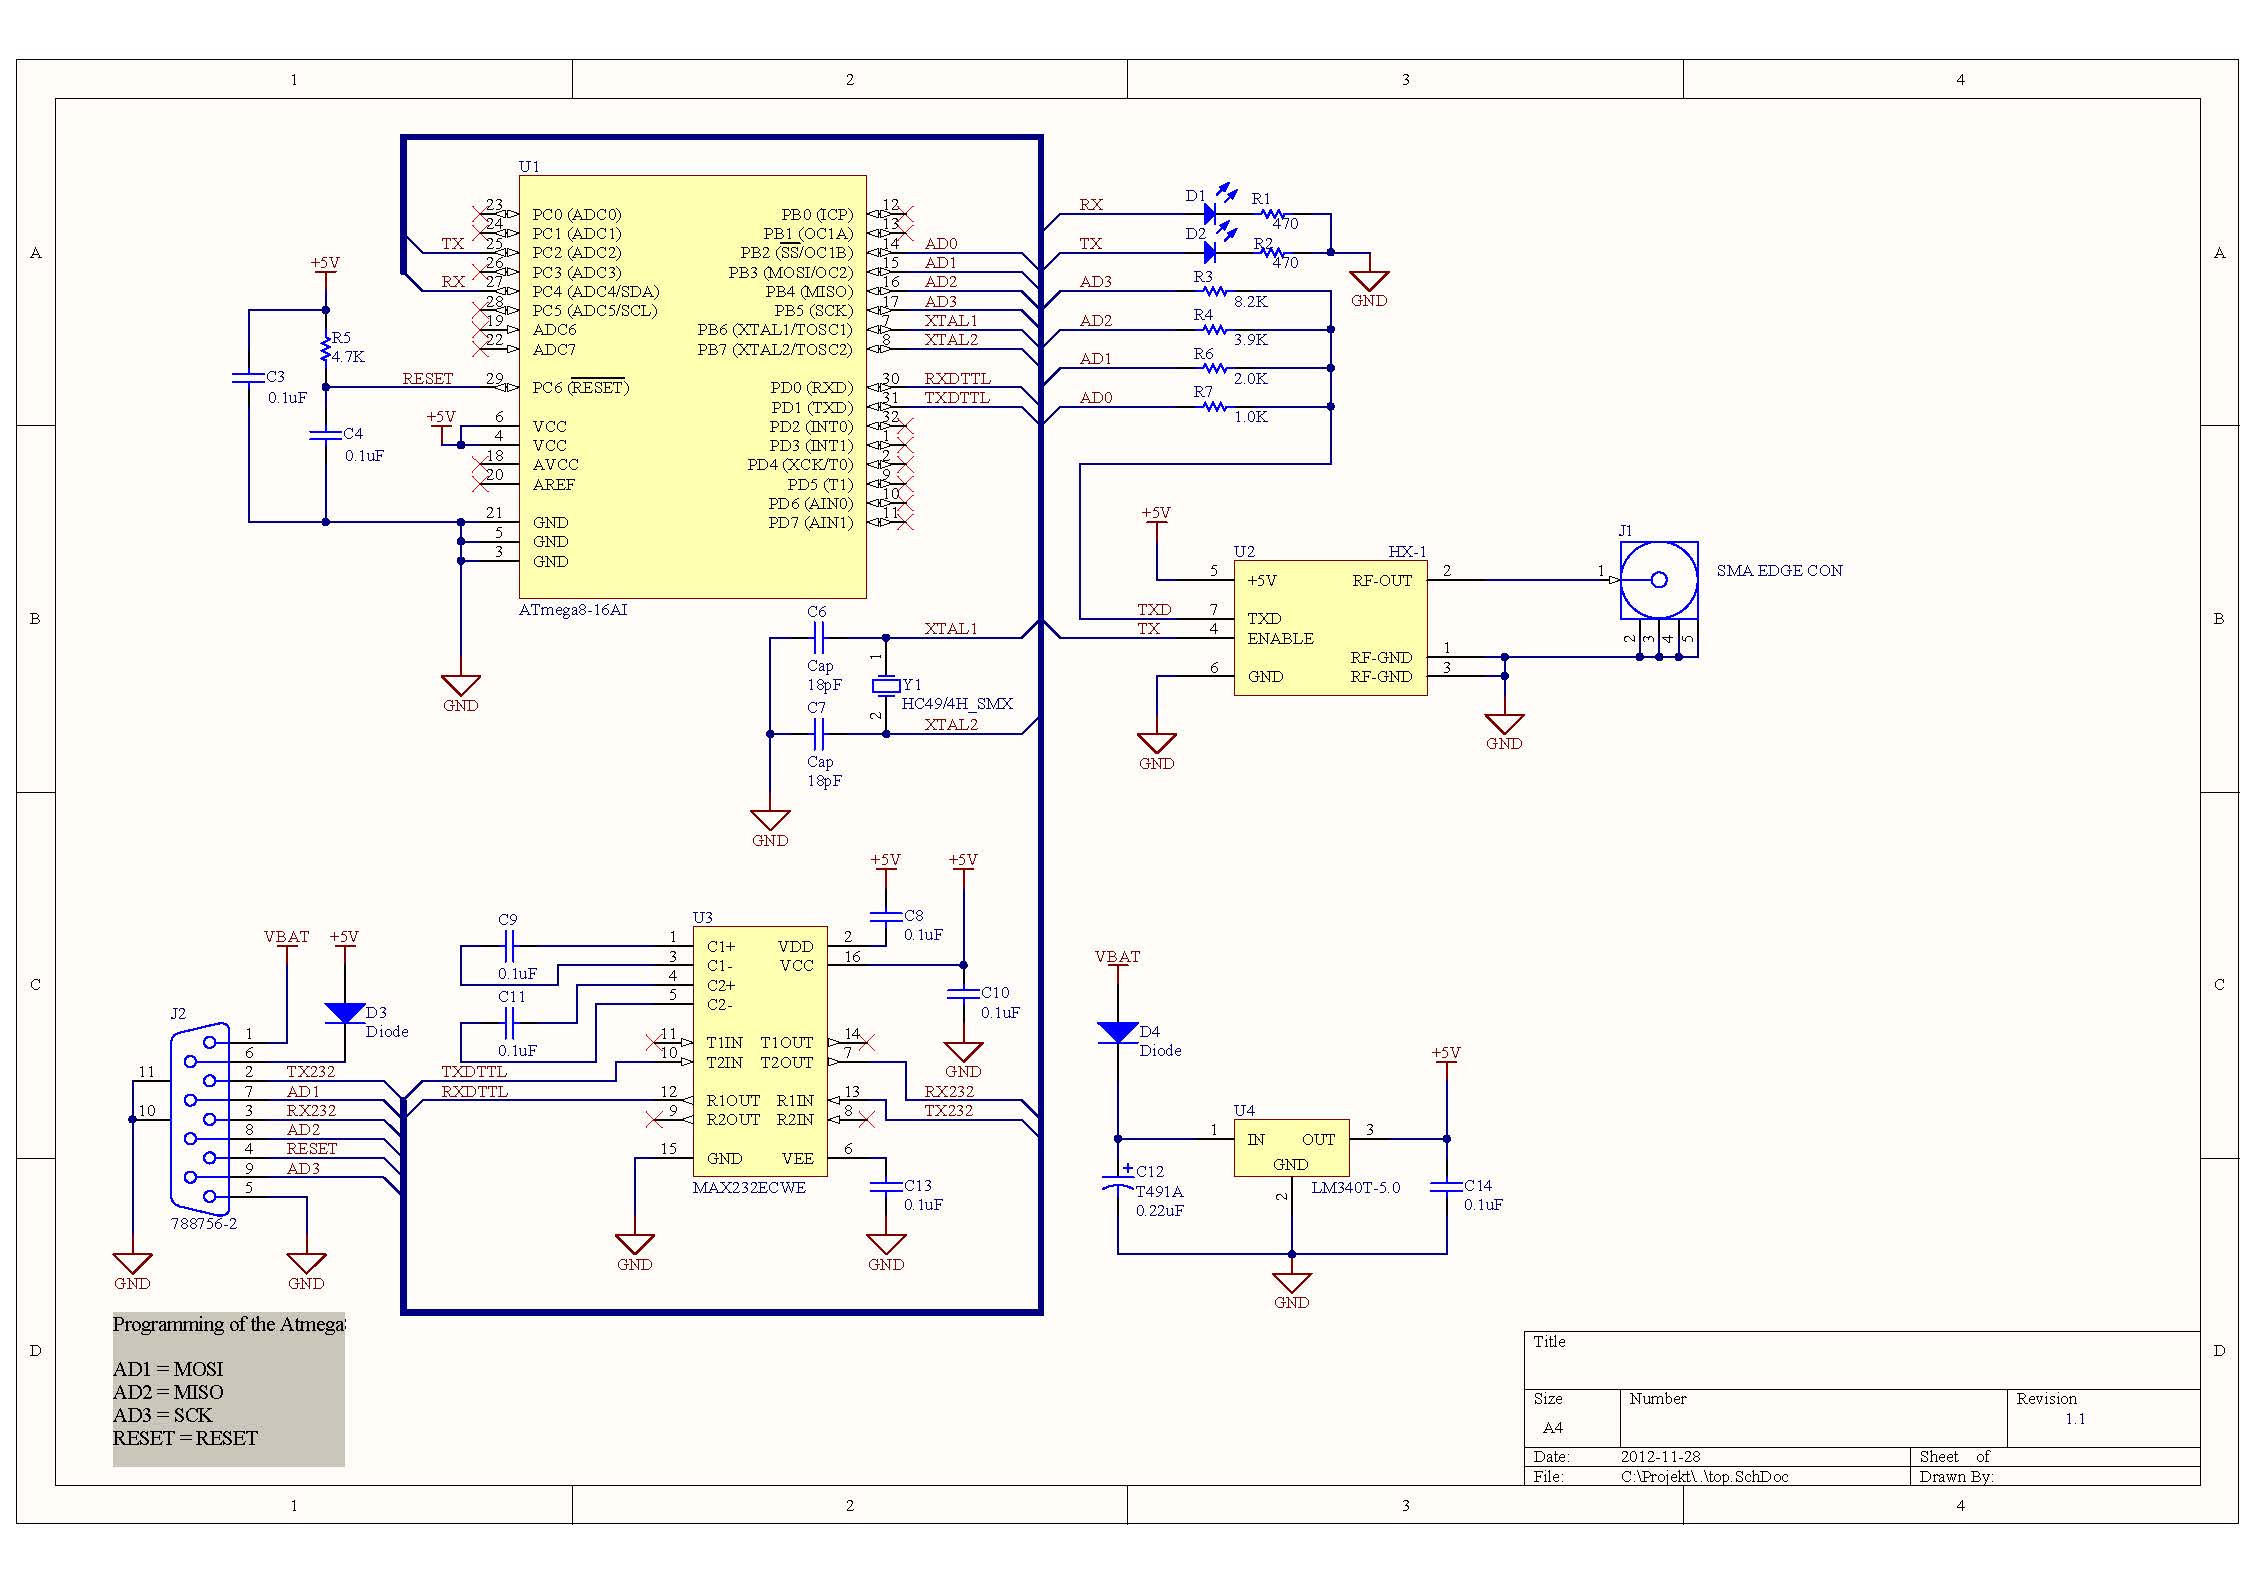 1 2 3 4
A
A
B
B
C
C
D
D
U1
23 PC0 (ADC0)
24 PC1 (ADC1)
TX 25 PC2 (ADC2)
26 PC3 (ADC3)
RX 27 PC4 (ADC4/SDA)
28 PC5 (ADC5/SCL)
19 ADC6
22 ADC7
RESET 29 PC6 (RESET)
+5V
6 VCC
4 VCC
18 AVCC
20 AREF
21 GND
5 GND
3 GND
PB0 (ICP) 12
PB1 (OC1A) 13
PB2 (SS/OC1B) 14 AD0
PB3 (MOSI/OC2) 15 AD1
PB4 (MISO) 16 AD2
PB5 (SCK) 17 AD3
PB6 (XTAL1/TOSC1) 7 XTAL1
PB7 (XTAL2/TOSC2) 8 XTAL2
PD0 (RXD) 30 RXDTTL
PD1 (TXD) 31 TXDTTL
PD2 (INT0) 32
PD3 (INT1) 1
PD4 (XCK/T0) 2
PD5 (T1) 9
PD6 (AIN0) 10
PD7 (AIN1) 11
ATmega8-16AI
+5V
R5
4.7K
C3
0.1uF
C4
0.1uF
GND
RX D1 R1
470
TX D2 R2
470
GND
AD3 R3
8.2K
AD2 R4
3.9K
AD1 R6
2.0K
AD0 R7
1.0K
+5V
U2 HX-1
5 +5V RF-OUT 2
TXD 7 TXD
TX 4 ENABLE
RF-GND 1
6 GND RF-GND 3
GND
GND
J1
1
SMA EDGE CON
2 3 4 5
C6
XTAL1
Cap
18pF
1
Y1
HC49/4H_SMX
2
C7
XTAL2
Cap
18pF
GND
+5V +5V
C8
0.1uF
C9
0.1uF
C11
0.1uF
U3
1 C1+ VDD 2
3 C1- VCC 16
4 C2+
5 C2-
11 T1IN T1OUT 14
10 T2IN T2OUT 7
12 R1OUT R1IN 13
9 R2OUT R2IN 8
15 GND VEE 6
MAX232ECWE
TXDTTL
RXDTTL
RX232
TX232
C10
0.1uF
GND
C13
0.1uF
GND
GND
VBAT +5V
D3
Diode
J2
1
6
2 TX232
7 AD1
3 RX232
8 AD2
4 RESET
9 AD3
5
11
10
788756-2
GND
GND
VBAT
D4
Diode
+5V
U4
1 IN OUT 3
GND
2
LM340T-5.0
+ C12
T491A
0.22uF
C14
0.1uF
GND
Programming of the Atmega
AD1 = MOSI
AD2 = MISO
AD3 = SCK
RESET = RESET
Title
Size Number Revision
A4 1.1
Date: 2012-11-28 Sheet of
File: C:\Projekt\..\top.SchDoc Drawn By:
1 2 3 4